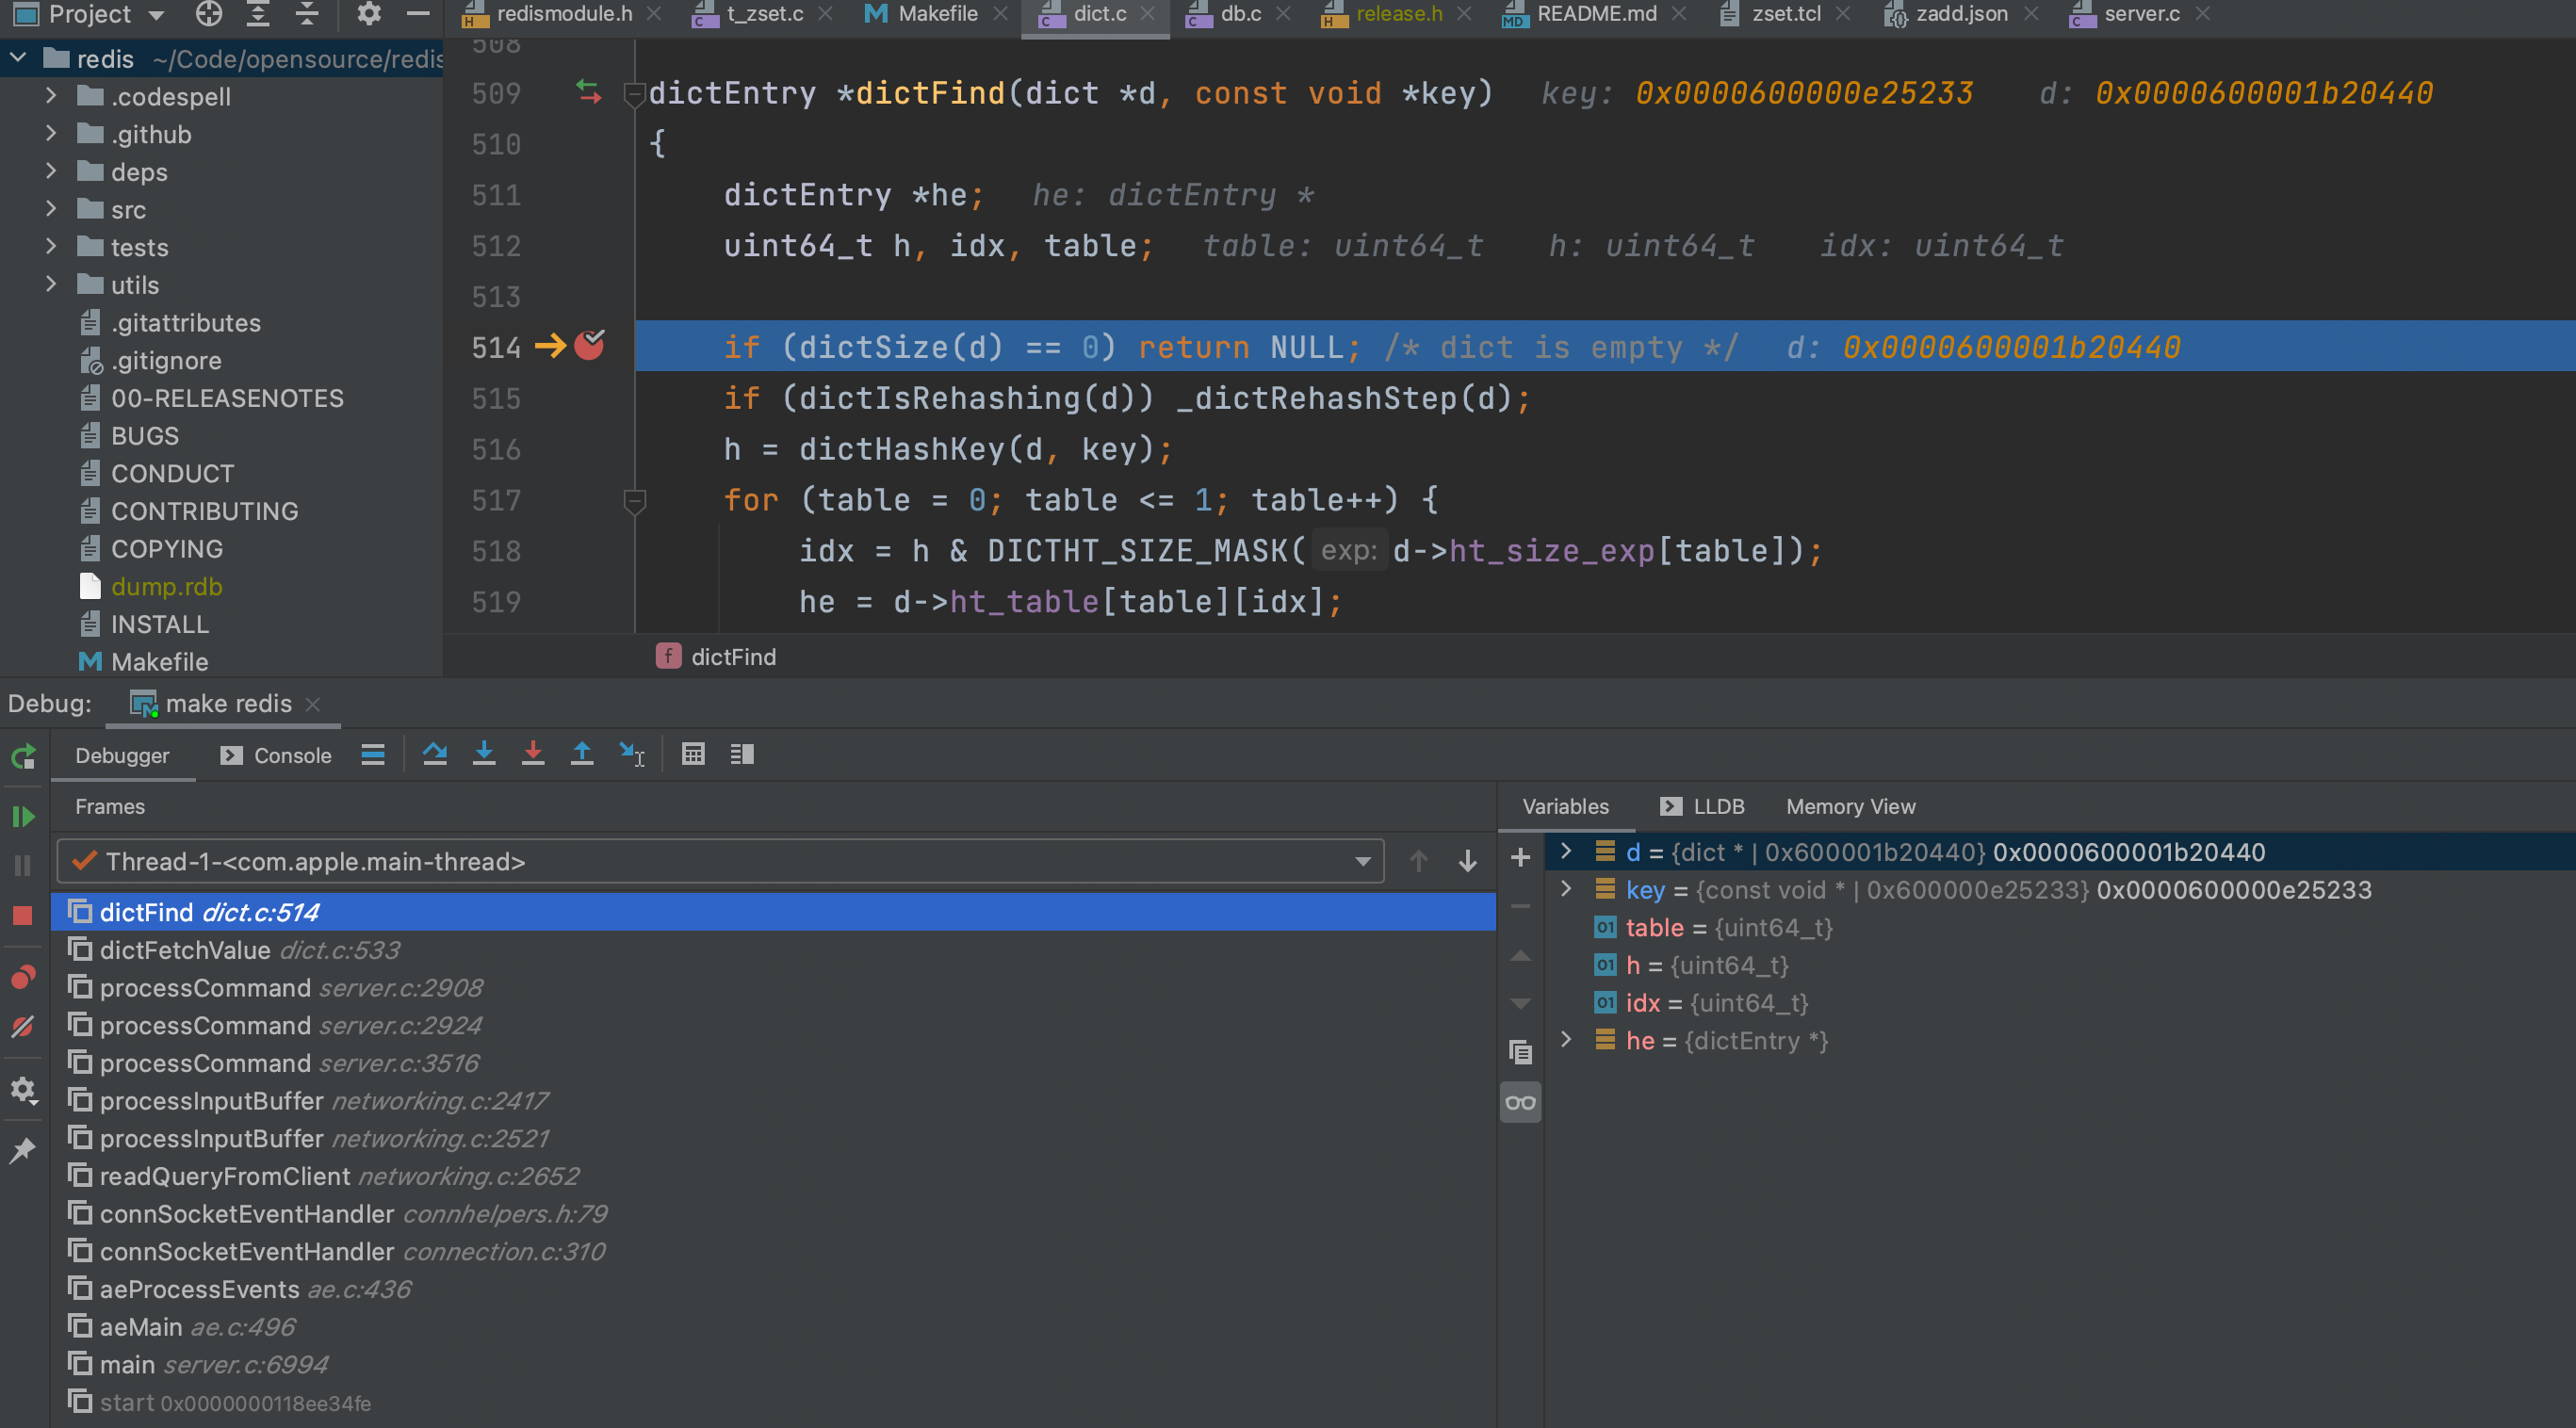 Project
redismodule.h
t_zset.c
Makefile
dict.c
db.c
release.h
README.md
zset.tcl
zadd.json
server.c
redis ~/Code/opensource/redis
.codespell
.github
deps
src
tests
utils
.gitattributes
.gitignore
00-RELEASENOTES
BUGS
CONDUCT
CONTRIBUTING
COPYING
dump.rdb
INSTALL
Makefile
508
509 dictEntry *dictFind(dict *d, const void *key) key: 0x0000600000e25233 d: 0x0000600001b20440
510 {
511 dictEntry *he; he: dictEntry *
512 uint64_t h, idx, table; table: uint64_t h: uint64_t idx: uint64_t
513
514 if (dictSize(d) == 0) return NULL; /* dict is empty */ d: 0x0000600001b20440
515 if (dictIsRehashing(d)) _dictRehashStep(d);
516 h = dictHashKey(d, key);
517 for (table = 0; table <= 1; table++) {
518 idx = h & DICTHT_SIZE_MASK( exp: d->ht_size_exp[table]);
519 he = d->ht_table[table][idx];
f dictFind
Debug: make redis
Debugger Console
Frames
Thread-1-<com.apple.main-thread>
dictFind dict.c:514
dictFetchValue dict.c:533
processCommand server.c:2908
processCommand server.c:2924
processCommand server.c:3516
processInputBuffer networking.c:2417
processInputBuffer networking.c:2521
readQueryFromClient networking.c:2652
connSocketEventHandler connhelpers.h:79
connSocketEventHandler connection.c:310
aeProcessEvents ae.c:436
aeMain ae.c:496
main server.c:6994
start 0x0000000118ee34fe
Variables LLDB Memory View
d = {dict * | 0x600001b20440} 0x0000600001b20440
key = {const void * | 0x600000e25233} 0x0000600000e25233
01 table = {uint64_t}
01 h = {uint64_t}
01 idx = {uint64_t}
he = {dictEntry *}